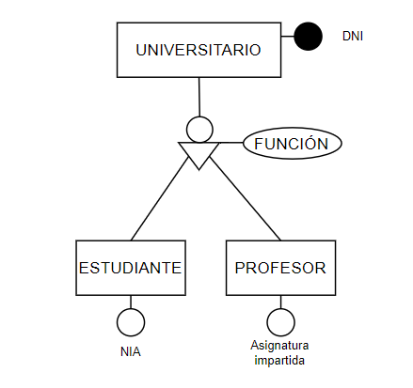 UNIVERSITARIO
DNI
FUNCIÓN
ESTUDIANTE
PROFESOR
NIA
Asignatura
impartida